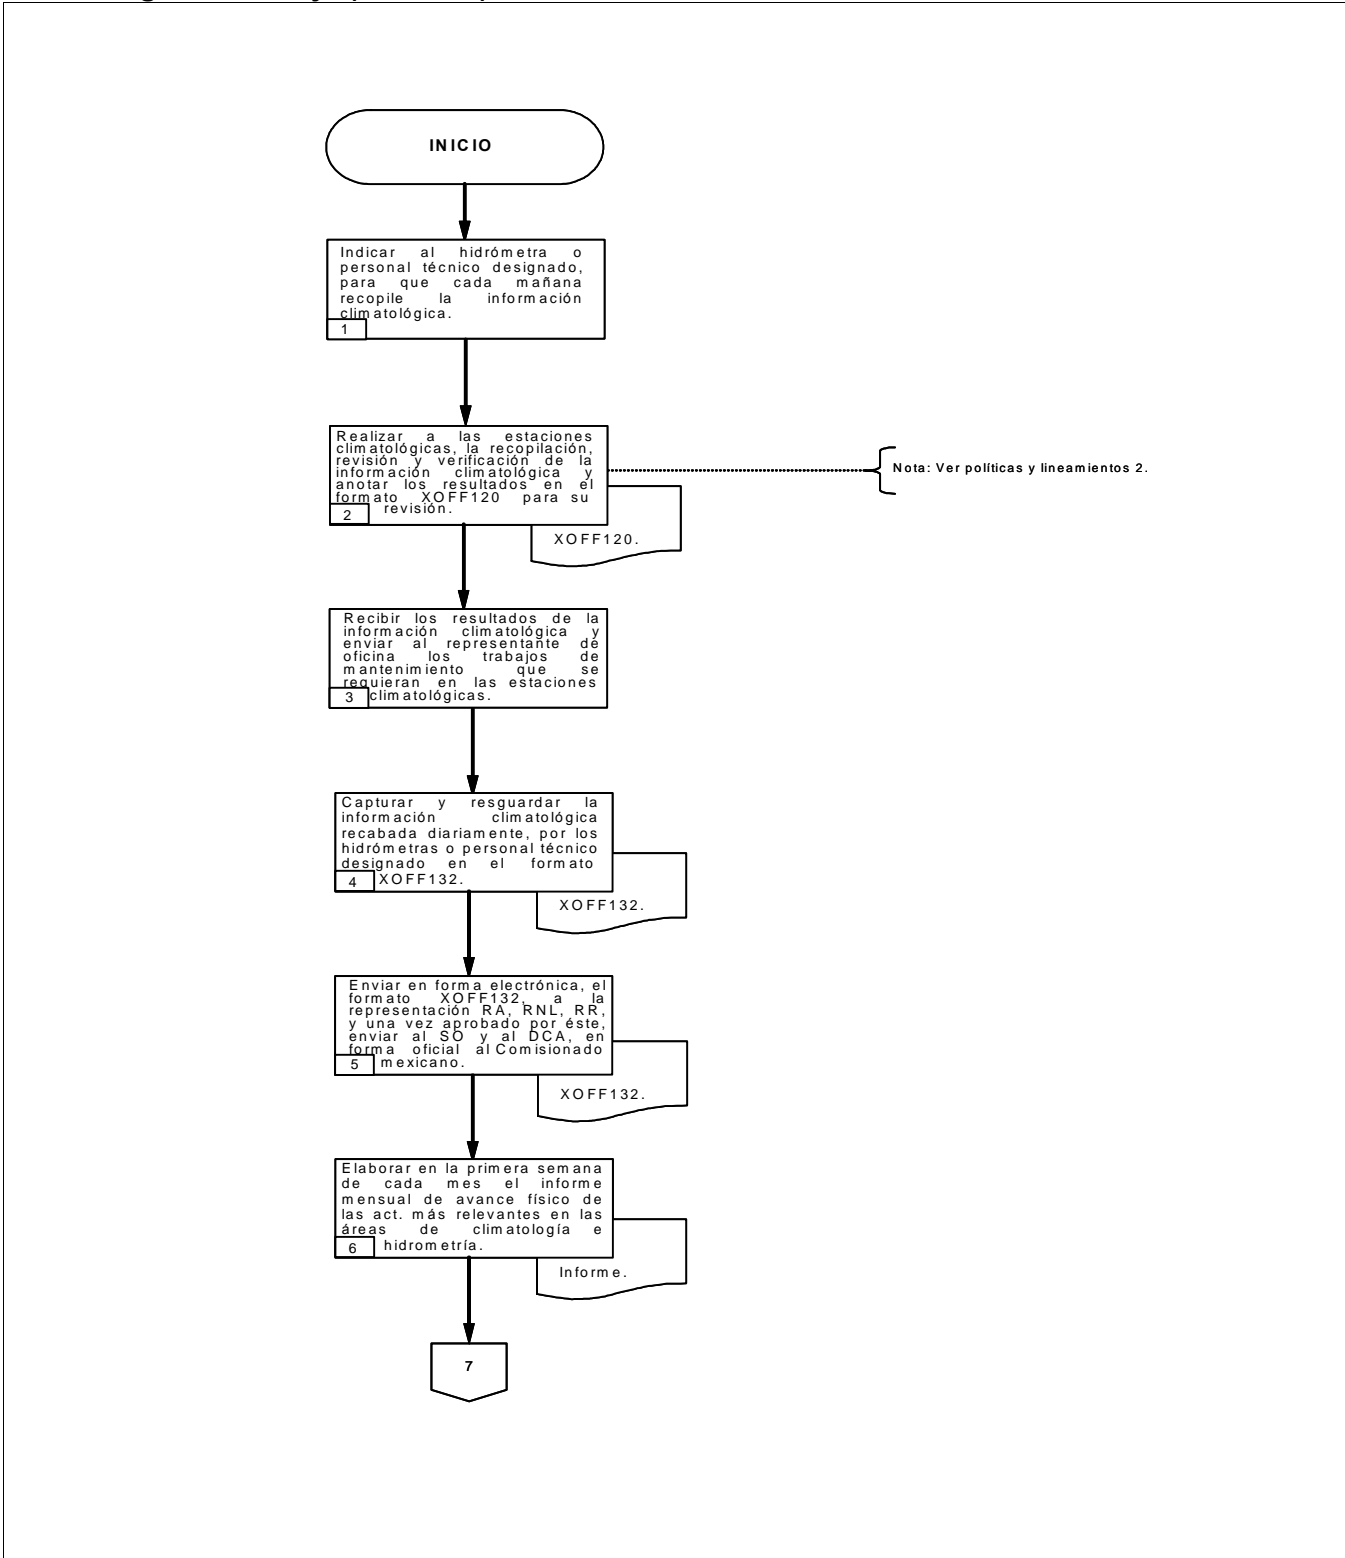 INICIO
Indicar al hidrómetra o
personal técnico designado,
para que cada mañana
recopile la información
climatológica.
1
Realizar a las estaciones
climatológicas, la recopilación,
revisión y verificación de la
información climatológica y
anotar los resultados en el
formato XOFF120 para su
revisión.
2
Nota: Ver políticas y lineamientos 2.
XOFF120.
Recibir los resultados de la
información climatológica y
enviar al representante de
oficina los trabajos de
mantenimiento que se
requieran en las estaciones
climatológicas.
3
Capturar y resguardar la
información climatológica
recabada diariamente, por los
hidrómetras o personal técnico
designado en el formato
XOFF132.
4
XOFF132.
Enviar en forma electrónica, el
formato XOFF132, a la
representación RA, RNL, RR,
y una vez aprobado por éste,
enviar al SO y al DCA, en
forma oficial al Comisionado
mexicano.
5
XOFF132.
Elaborar en la primera semana
de cada mes el informe
mensual de avance físico de
las act. más relevantes en las
áreas de climatología e
hidrometría.
6
Informe.
7